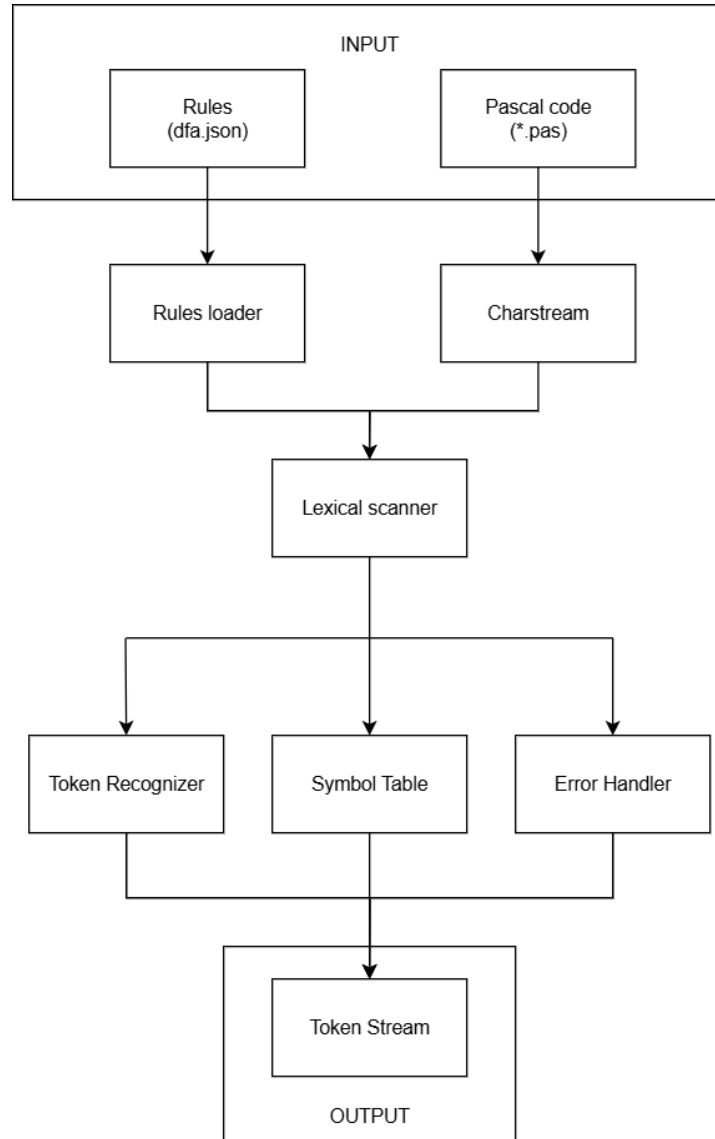 INPUT
Rules
(dfa.json)
Pascal code
(*.pas)
Rules loader
Charstream
Lexical scanner
Token Recognizer
Symbol Table
Error Handler
Token Stream
OUTPUT